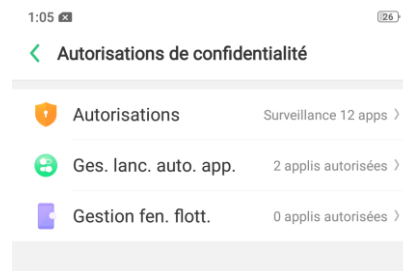 1:05 26
Autorisations de confidentialité
Autorisations Surveillance 12 apps
Ges. lanc. auto. app. 2 applis autorisées
Gestion fen. flott. 0 applis autorisées